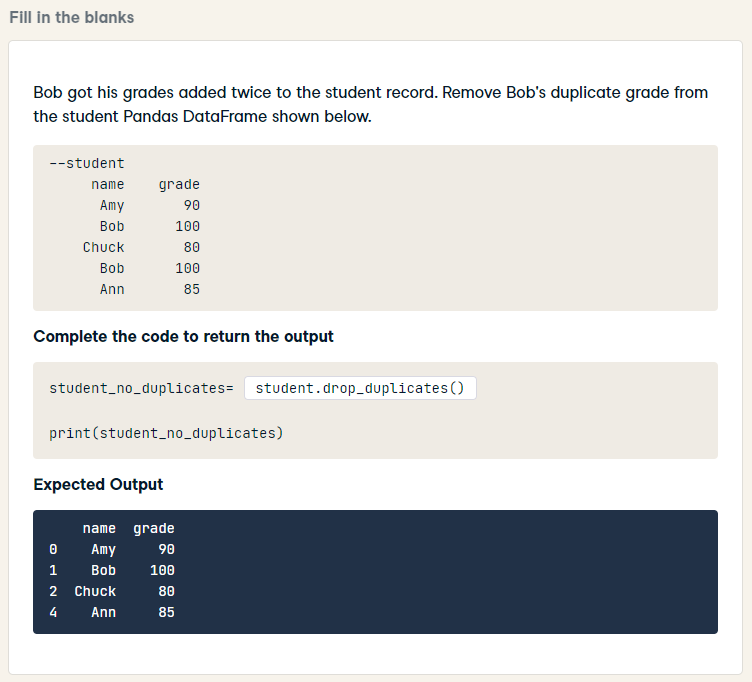 Fill in the blanks
Bob got his grades added twice to the student record. Remove Bob's duplicate grade from
the student Pandas DataFrame shown below.
--student
name grade
Amy 90
Bob 100
Chuck 80
Bob 100
Ann 85
Complete the code to return the output
student_no_duplicates= student.drop_duplicates()
print(student_no_duplicates)
Expected Output
name grade
0 Amy 90
1 Bob 100
2 Chuck 80
4 Ann 85